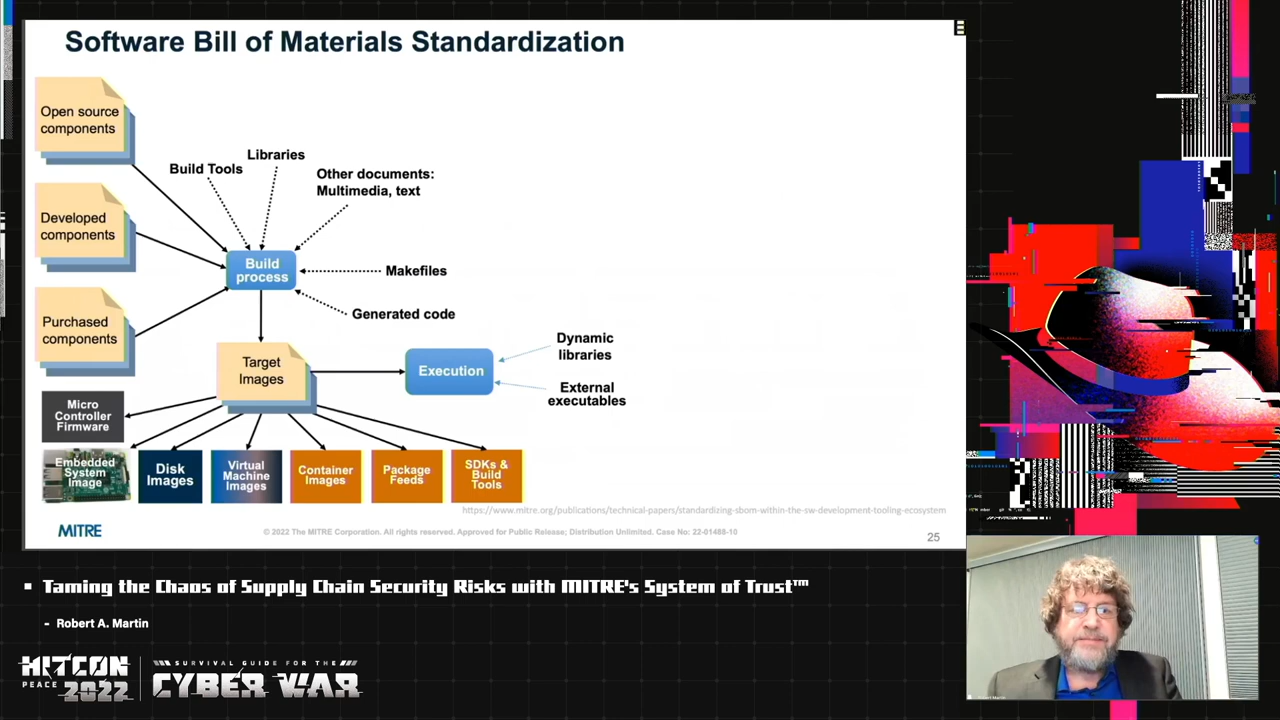 Software Bill of Materials Standardization
Open source
components
Build Tools
Libraries
Other documents:
Multimedia, text
Developed
components
Build
process
Makefiles
Generated code
Purchased
components
Target
Images
Execution
Dynamic
libraries
External
executables
Micro
Controller
Firmware
Embedded
System
Image
Disk
Images
Virtual
Machine
Images
Container
Images
Package
Feeds
SDKs &
Build
Tools
https://www.mitre.org/publications/technical-papers/standardizing-sbom-within-the-sw-development-tooling-ecosystem
MITRE
© 2022 The MITRE Corporation. All rights reserved. Approved for Public Release; Distribution Unlimited. Case No: 22-01488-10
25
Taming the Chaos of Supply Chain Security Risks with MITRE's System of Trust™
- Robert A. Martin
HITCON
PEACE 2022
SURVIVAL GUIDE FOR THE
CYBER WAR